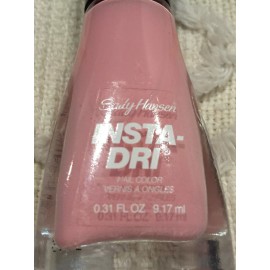 Sally Hansen
INSTA-
DRI
NAIL COLOR
VERNIS À ONGLES
0.31 FL OZ 9.17 ml